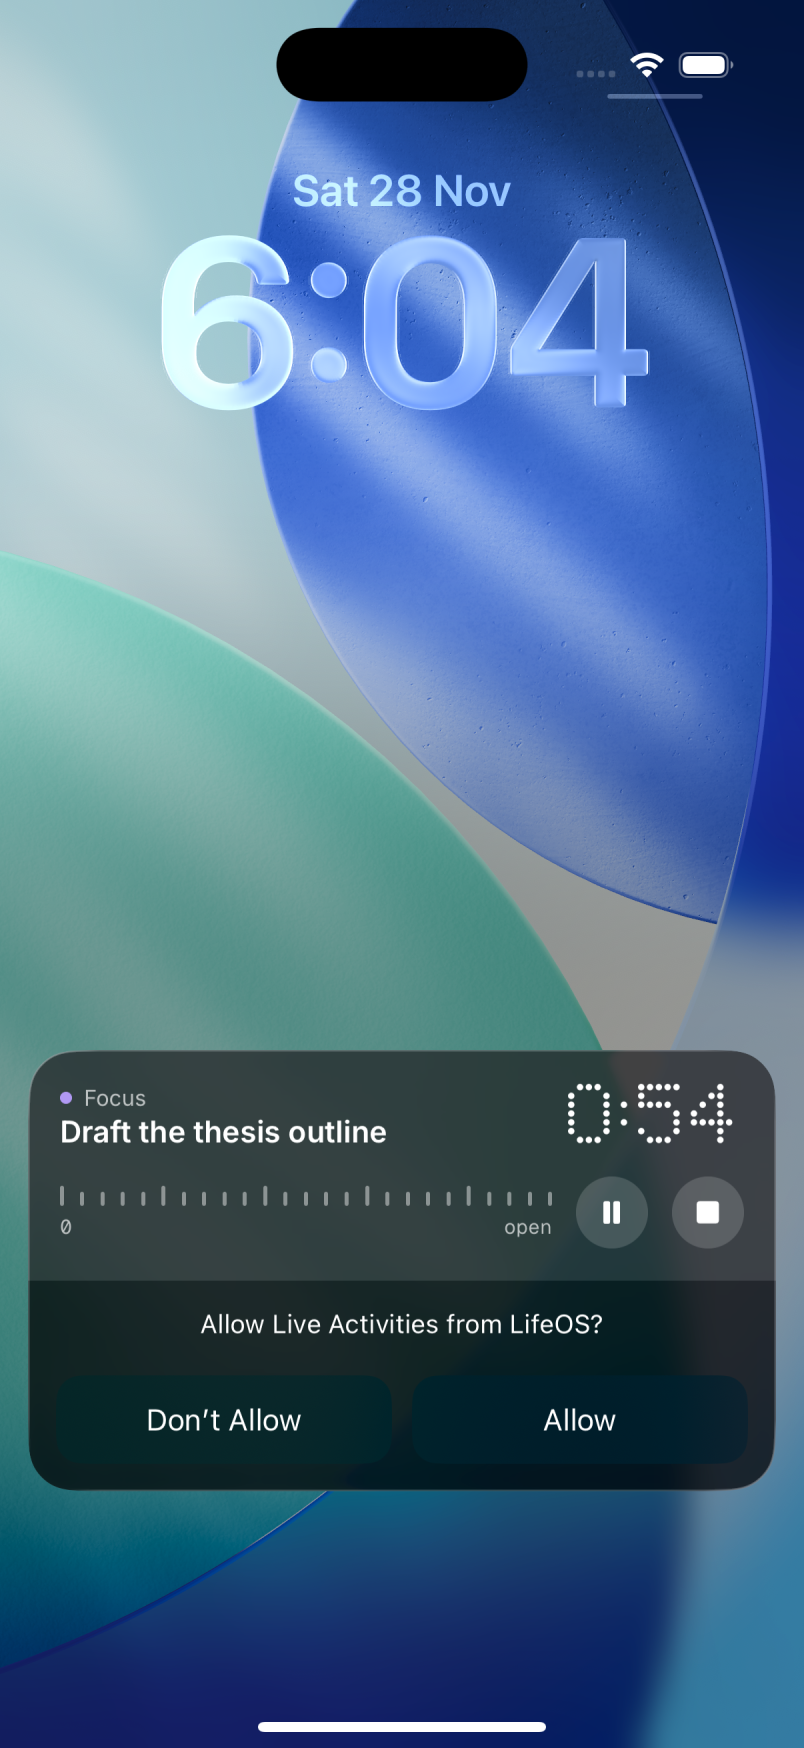 Sat 28 Nov
6:04
Focus
0:54
Draft the thesis outline
0
open
Allow Live Activities from LifeOS?
Don’t Allow
Allow